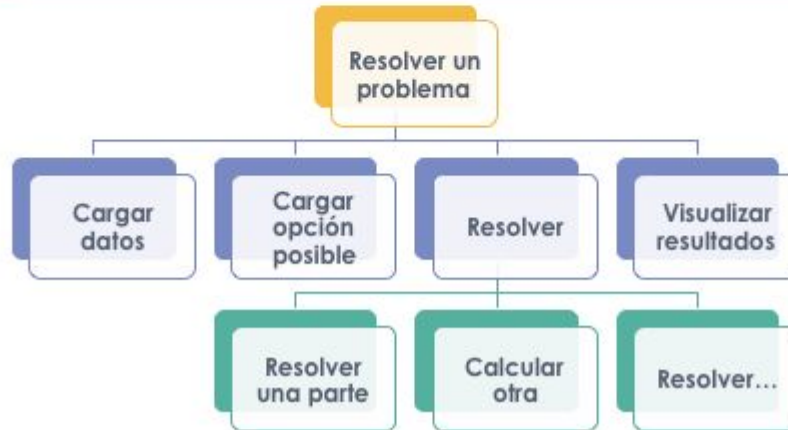 Resolver un
problema
Cargar
datos
Cargar
opción
posible
Resolver
Visualizar
resultados
Resolver
una parte
Calcular
otra
Resolver...